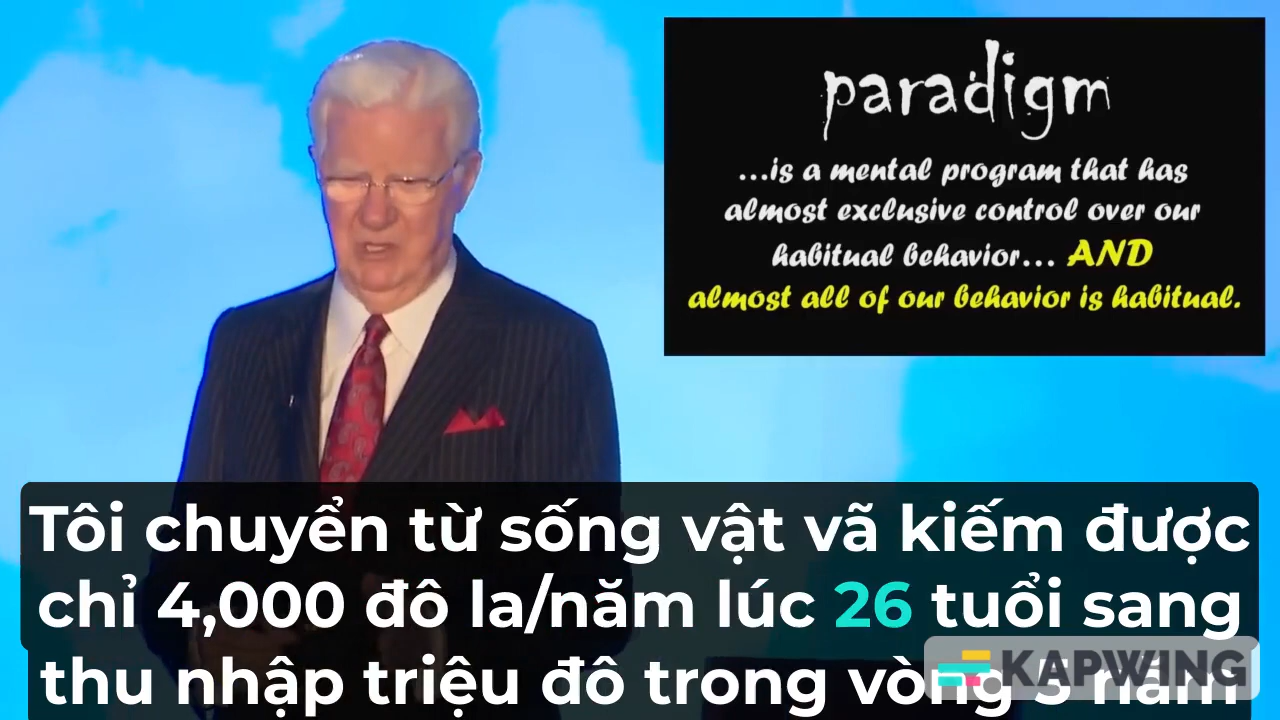 paradigm
...is a mental program that has
almost exclusive control over our
habitual behavior... AND
almost all of our behavior is habitual.
Tôi chuyển từ sống vật vã kiếm được
chỉ 4,000 đô la/năm lúc 26 tuổi sang
thu nhập triệu đô trong vòng 5 năm
KAPWING